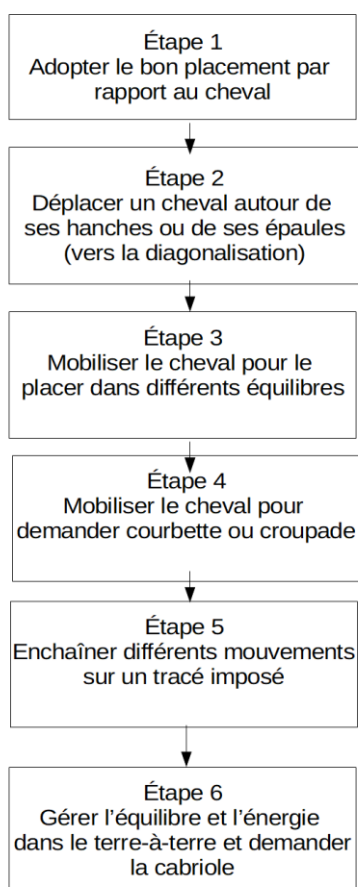 Étape 1
Adopter le bon placement par
rapport au cheval
Étape 2
Déplacer un cheval autour de
ses hanches ou de ses épaules
(vers la diagonalisation)
Étape 3
Mobiliser le cheval pour le
placer dans différents équilibres
Étape 4
Mobiliser le cheval pour
demander courbette ou croupade
Étape 5
Enchaîner différents mouvements
sur un tracé imposé
Étape 6
Gérer l’équilibre et l’énergie
dans le terre-à-terre et demander
la cabriole